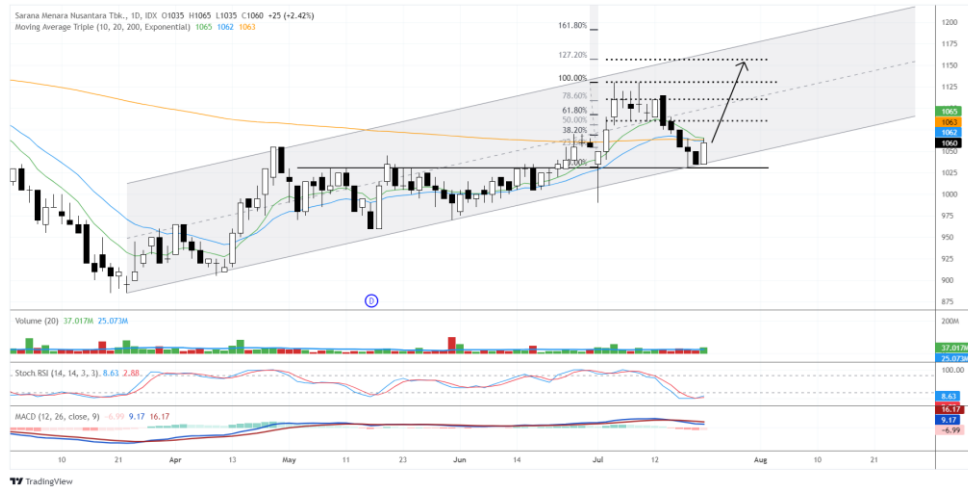 Sarana Menara Nusantara Tbk., 1D, IDX O1035 H1065 L1035 C1060 +25 (+2.42%)
Moving Average Triple (10, 20, 200, Exponential) 1065 1062 1063
161.80%
127.20%
100.00%
78.60%
61.80%
50.00%
38.20%
1200
1175
1150
1125
1100
1065
1063
1062
1060
1050
1025
1000
975
950
925
900
875
D
Volume (20) 37.017M 25.073M
200M
37.017M
25.073M
Stoch RSI (14, 14, 3, 3) 8.63 2.88
100.00
8.63
MACD (12, 26, close, 9) -6.99 9.17 16.17
16.17
9.17
-6.99
10 21 Apr 13 May 11 23 Jun 14 Jul 12 Aug 10 21
TradingView